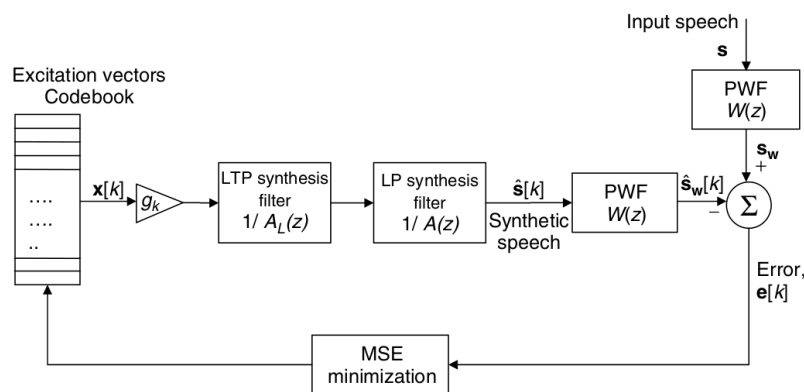 Input speech
s
Excitation vectors
Codebook
PWF
W(z)
s_w
+
x[k]
g_k
LTP synthesis
filter
1/ A_L(z)
LP synthesis
filter
1/ A(z)
ŝ[k]
Synthetic
speech
PWF
W(z)
ŝ_w[k]
−
Σ
....
....
..
Error,
e[k]
MSE
minimization